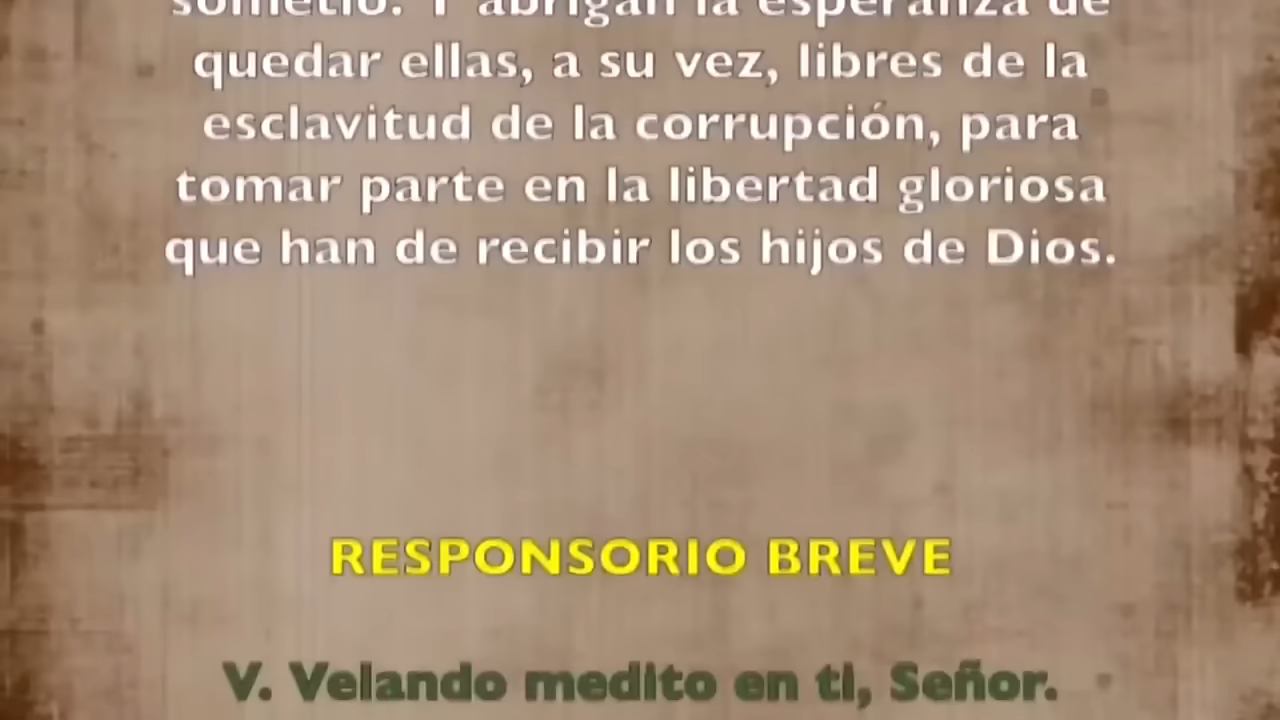 sometió. Y abrigan la esperanza de
quedar ellas, a su vez, libres de la
esclavitud de la corrupción, para
tomar parte en la libertad gloriosa
que han de recibir los hijos de Dios.
RESPONSORIO BREVE
V. Velando medito en ti, Señor.